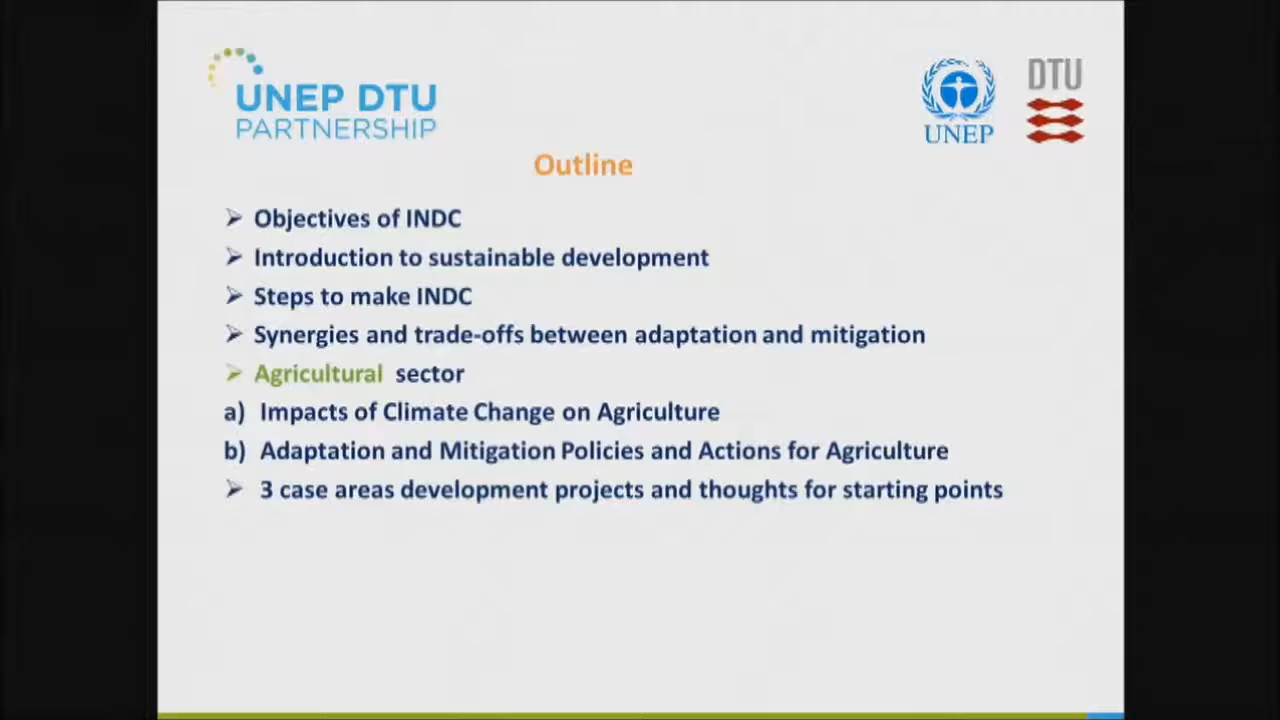 UNEP DTU
PARTNERSHIP
UNEP
DTU
Outline
➢ Objectives of INDC
➢ Introduction to sustainable development
➢ Steps to make INDC
➢ Synergies and trade-offs between adaptation and mitigation
➢ Agricultural sector
a) Impacts of Climate Change on Agriculture
b) Adaptation and Mitigation Policies and Actions for Agriculture
➢ 3 case areas development projects and thoughts for starting points